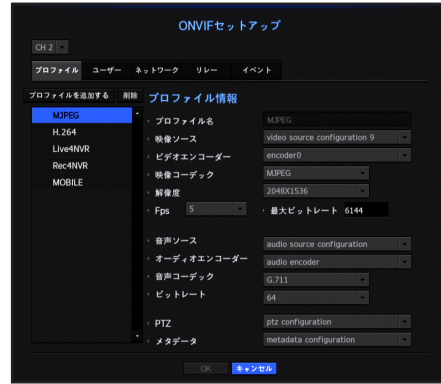 ONVIFセットアップ
CH 2
プロファイル ユーザー ネットワーク リレー イベント
プロファイルを追加する 削除
プロファイル情報
MJPEG
H.264
Live4NVR
Rec4NVR
MOBILE
プロファイル名 MJPEG
映像ソース video source configuration 9
ビデオエンコーダー encoder0
映像コーデック MJPEG
解像度 2048X1536
Fps 5 最大ビットレート 6144
音声ソース audio source configuration
オーディオエンコーダー audio encoder
音声コーデック G.711
ビットレート 64
PTZ ptz configuration
メタデータ metadata configuration
OK キャンセル